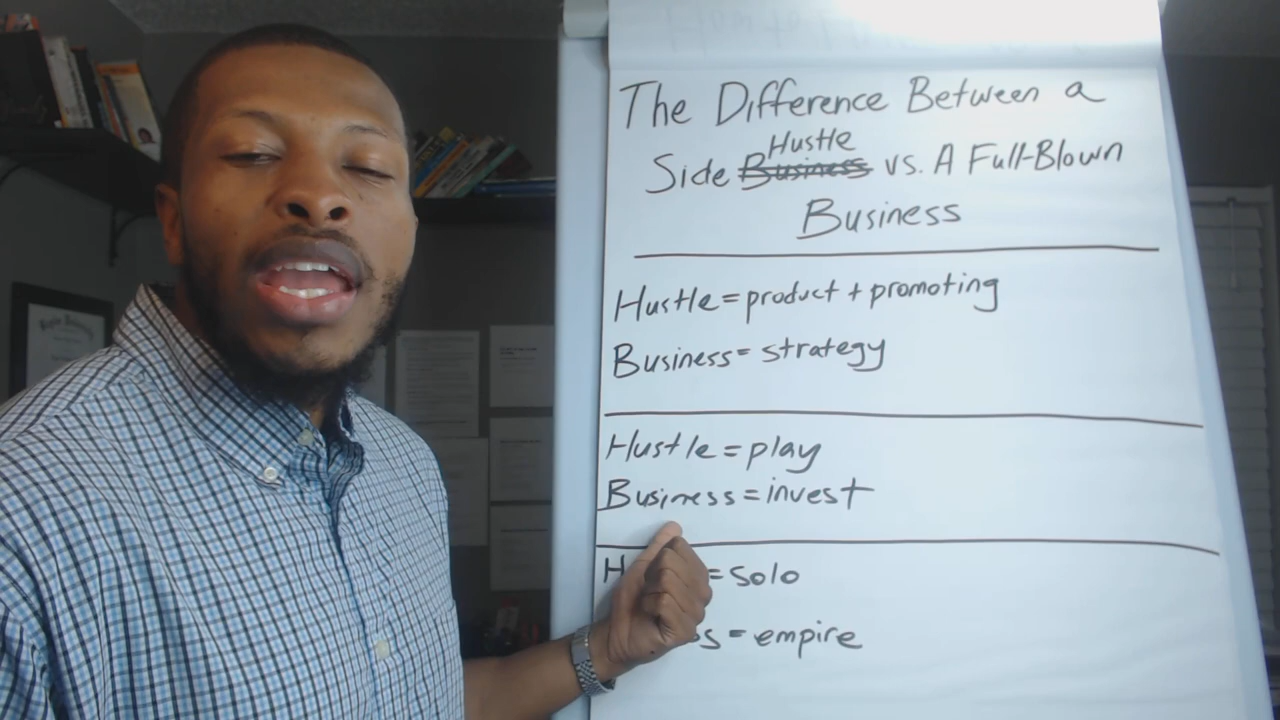 The Difference Between a
Hustle
Side Business vs. A Full-Blown
Business
Hustle = product + promoting
Business = strategy
Hustle = play
Business = invest
= solo
= empire